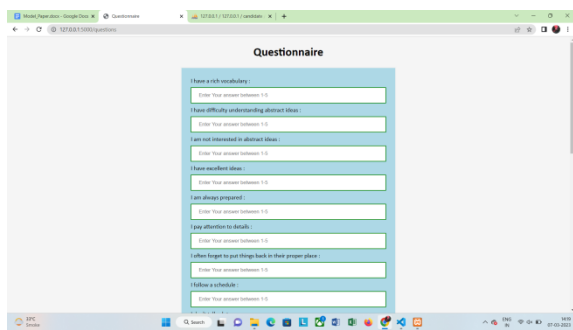 Model_Paper.docx - Google Docs
Questionnaire
127.0.0.1 / 127.0.0.1 / candidate
127.0.0.1:5000/questions
Questionnaire
I have a rich vocabulary :
Enter Your answer between 1-5
I have difficulty understanding abstract ideas :
Enter Your answer between 1-5
I am not interested in abstract ideas :
Enter Your answer between 1-5
I have excellent ideas :
Enter Your answer between 1-5
I am always prepared :
Enter Your answer between 1-5
I pay attention to details :
Enter Your answer between 1-5
I often forget to put things back in their proper place :
Enter Your answer between 1-5
I follow a schedule :
Enter Your answer between 1-5
33°C
Smoke
Search
ENG
IN
07-03-2023